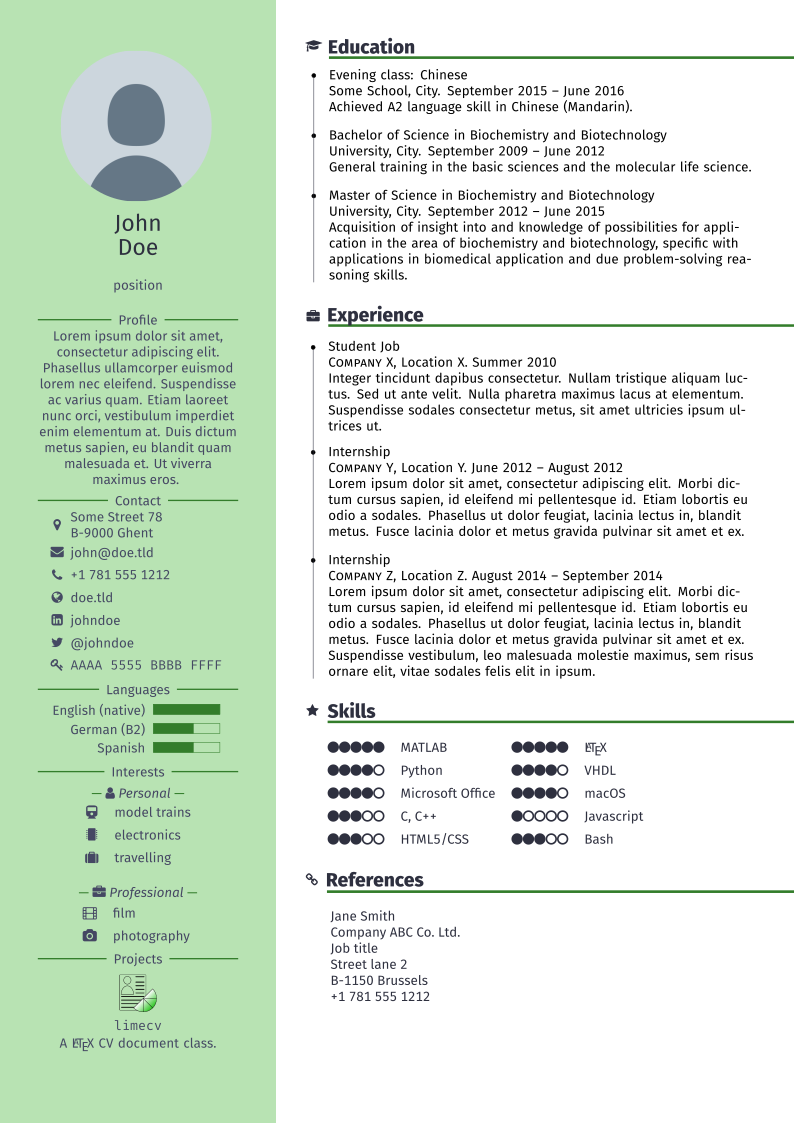 John
Doe
position
Profile
Lorem ipsum dolor sit amet,
consectetur adipiscing elit.
Phasellus ullamcorper euismod
lorem nec eleifend. Suspendisse
ac varius quam. Etiam laoreet
nunc orci, vestibulum imperdiet
enim elementum at. Duis dictum
metus sapien, eu blandit quam
malesuada et. Ut viverra
maximus eros.
Contact
Some Street 78
B-9000 Ghent
john@doe.tld
+1 781 555 1212
doe.tld
johndoe
@johndoe
AAAA 5555 BBBB FFFF
Languages
English (native)
German (B2)
Spanish
Interests
— Personal —
model trains
electronics
travelling
— Professional —
film
photography
Projects
limecv
A LATEX CV document class.
Education
Evening class: Chinese
Some School, City. September 2015 – June 2016
Achieved A2 language skill in Chinese (Mandarin).
Bachelor of Science in Biochemistry and Biotechnology
University, City. September 2009 – June 2012
General training in the basic sciences and the molecular life science.
Master of Science in Biochemistry and Biotechnology
University, City. September 2012 – June 2015
Acquisition of insight into and knowledge of possibilities for appli-
cation in the area of biochemistry and biotechnology, specific with
applications in biomedical application and due problem-solving rea-
soning skills.
Experience
Student Job
Company X, Location X. Summer 2010
Integer tincidunt dapibus consectetur. Nullam tristique aliquam luc-
tus. Sed ut ante velit. Nulla pharetra maximus lacus at elementum.
Suspendisse sodales consectetur metus, sit amet ultricies ipsum ul-
trices ut.
Internship
Company Y, Location Y. June 2012 – August 2012
Lorem ipsum dolor sit amet, consectetur adipiscing elit. Morbi dic-
tum cursus sapien, id eleifend mi pellentesque id. Etiam lobortis eu
odio a sodales. Phasellus ut dolor feugiat, lacinia lectus in, blandit
metus. Fusce lacinia dolor et metus gravida pulvinar sit amet et ex.
Internship
Company Z, Location Z. August 2014 – September 2014
Lorem ipsum dolor sit amet, consectetur adipiscing elit. Morbi dic-
tum cursus sapien, id eleifend mi pellentesque id. Etiam lobortis eu
odio a sodales. Phasellus ut dolor feugiat, lacinia lectus in, blandit
metus. Fusce lacinia dolor et metus gravida pulvinar sit amet et ex.
Suspendisse vestibulum, leo malesuada molestie maximus, sem risus
ornare elit, vitae sodales felis elit in ipsum.
Skills
MATLAB LATEX
Python VHDL
Microsoft Office macOS
C, C++ Javascript
HTML5/CSS Bash
References
Jane Smith
Company ABC Co. Ltd.
Job title
Street lane 2
B-1150 Brussels
+1 781 555 1212